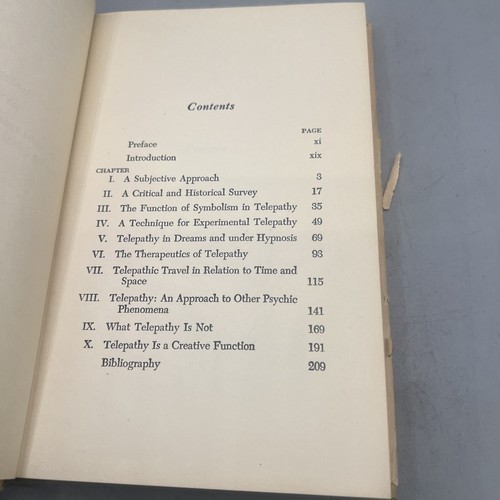 Contents
PAGE
Preface xi
Introduction xix
CHAPTER
I. A Subjective Approach 3
II. A Critical and Historical Survey 17
III. The Function of Symbolism in Telepathy 35
IV. A Technique for Experimental Telepathy 49
V. Telepathy in Dreams and under Hypnosis 69
VI. The Therapeutics of Telepathy 93
VII. Telepathic Travel in Relation to Time and
Space 115
VIII. Telepathy: An Approach to Other Psychic
Phenomena 141
IX. What Telepathy Is Not 169
X. Telepathy Is a Creative Function 191
Bibliography 209